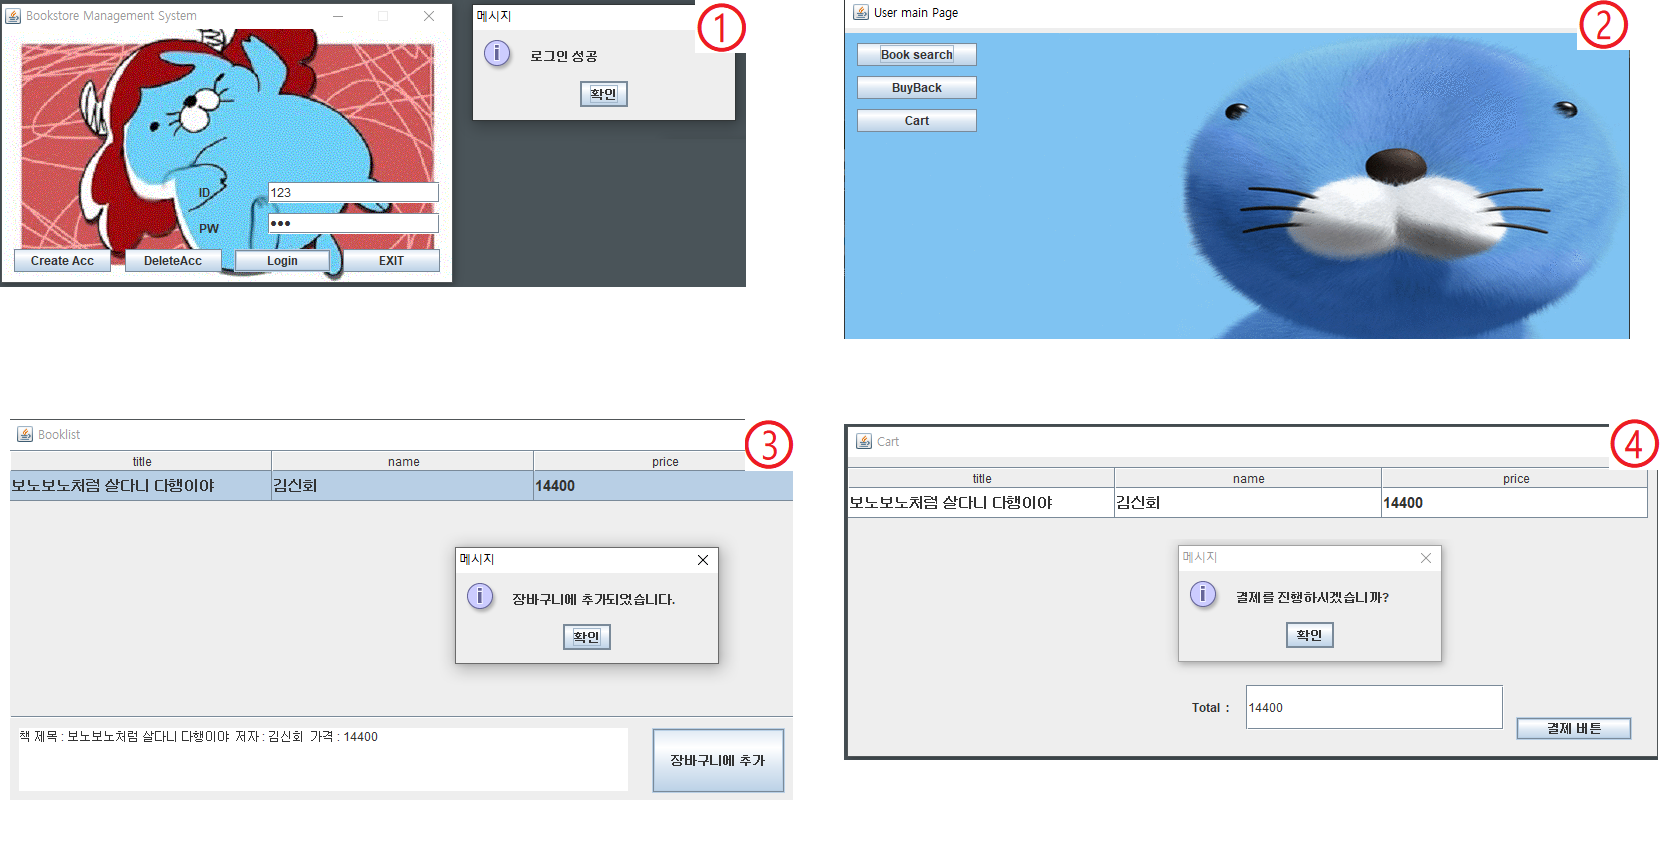 Bookstore Management System
메시지
①
로그인 성공
확인
ID
123
PW
•••
Create Acc
DeleteAcc
Login
EXIT
User main Page
②
Book search
BuyBack
Cart
Booklist
③
title name price
보노보노처럼 살다니 다행이야 김신회 14400
메시지
장바구니에 추가되었습니다.
확인
책 제목 : 보노보노처럼 살다니 다행이야 저자 : 김신회 가격 : 14400
장바구니에 추가
Cart
④
title name price
보노보노처럼 살다니 다행이야 김신회 14400
메시지
결제를 진행하시겠습니까?
확인
Total : 14400
결제 버튼